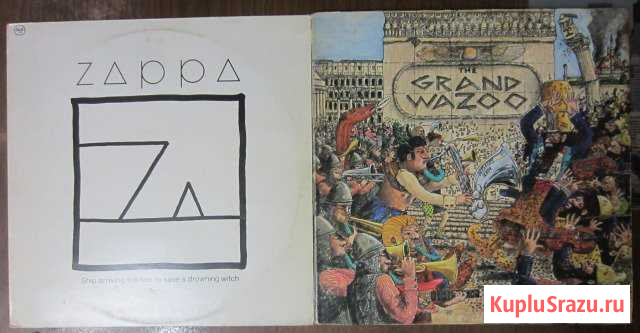 ZAPPA
Ship arriving too late to save a drowning witch
THE
GRAND
WAZOO
KupluSrazu.ru